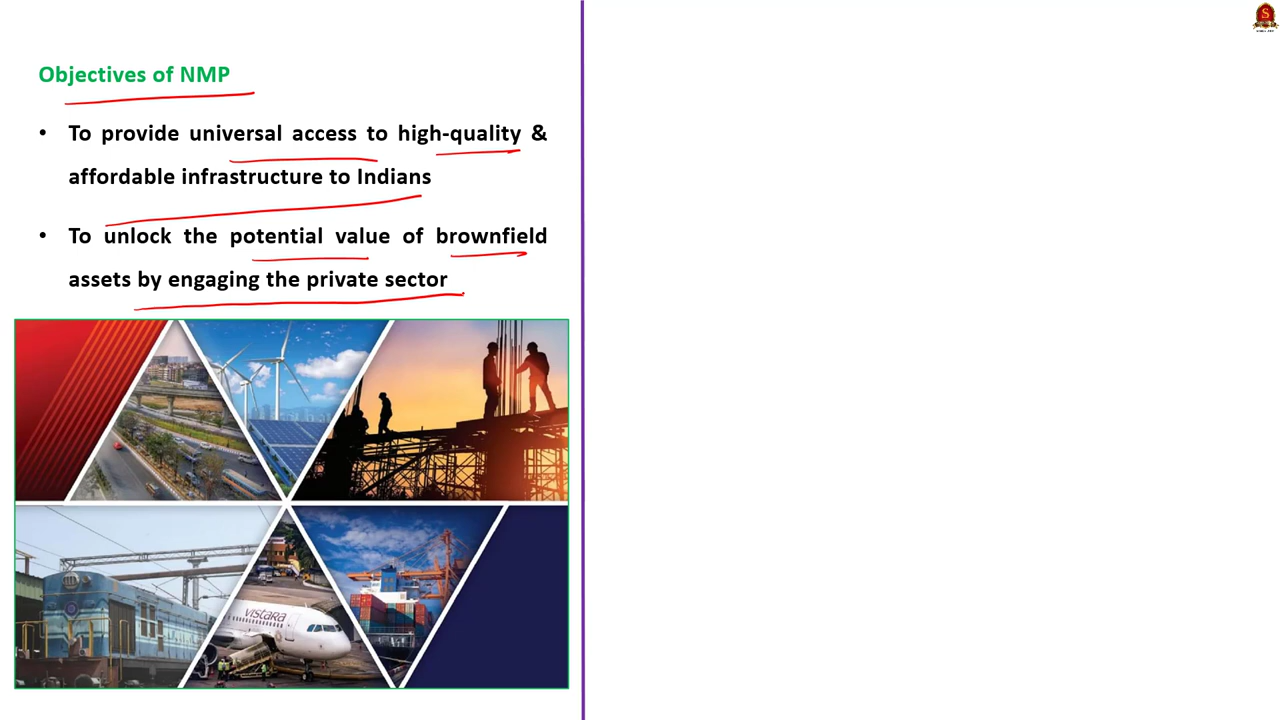 Objectives of NMP
• To provide universal access to high-quality &
affordable infrastructure to Indians
• To unlock the potential value of brownfield
assets by engaging the private sector
VISTARA
S